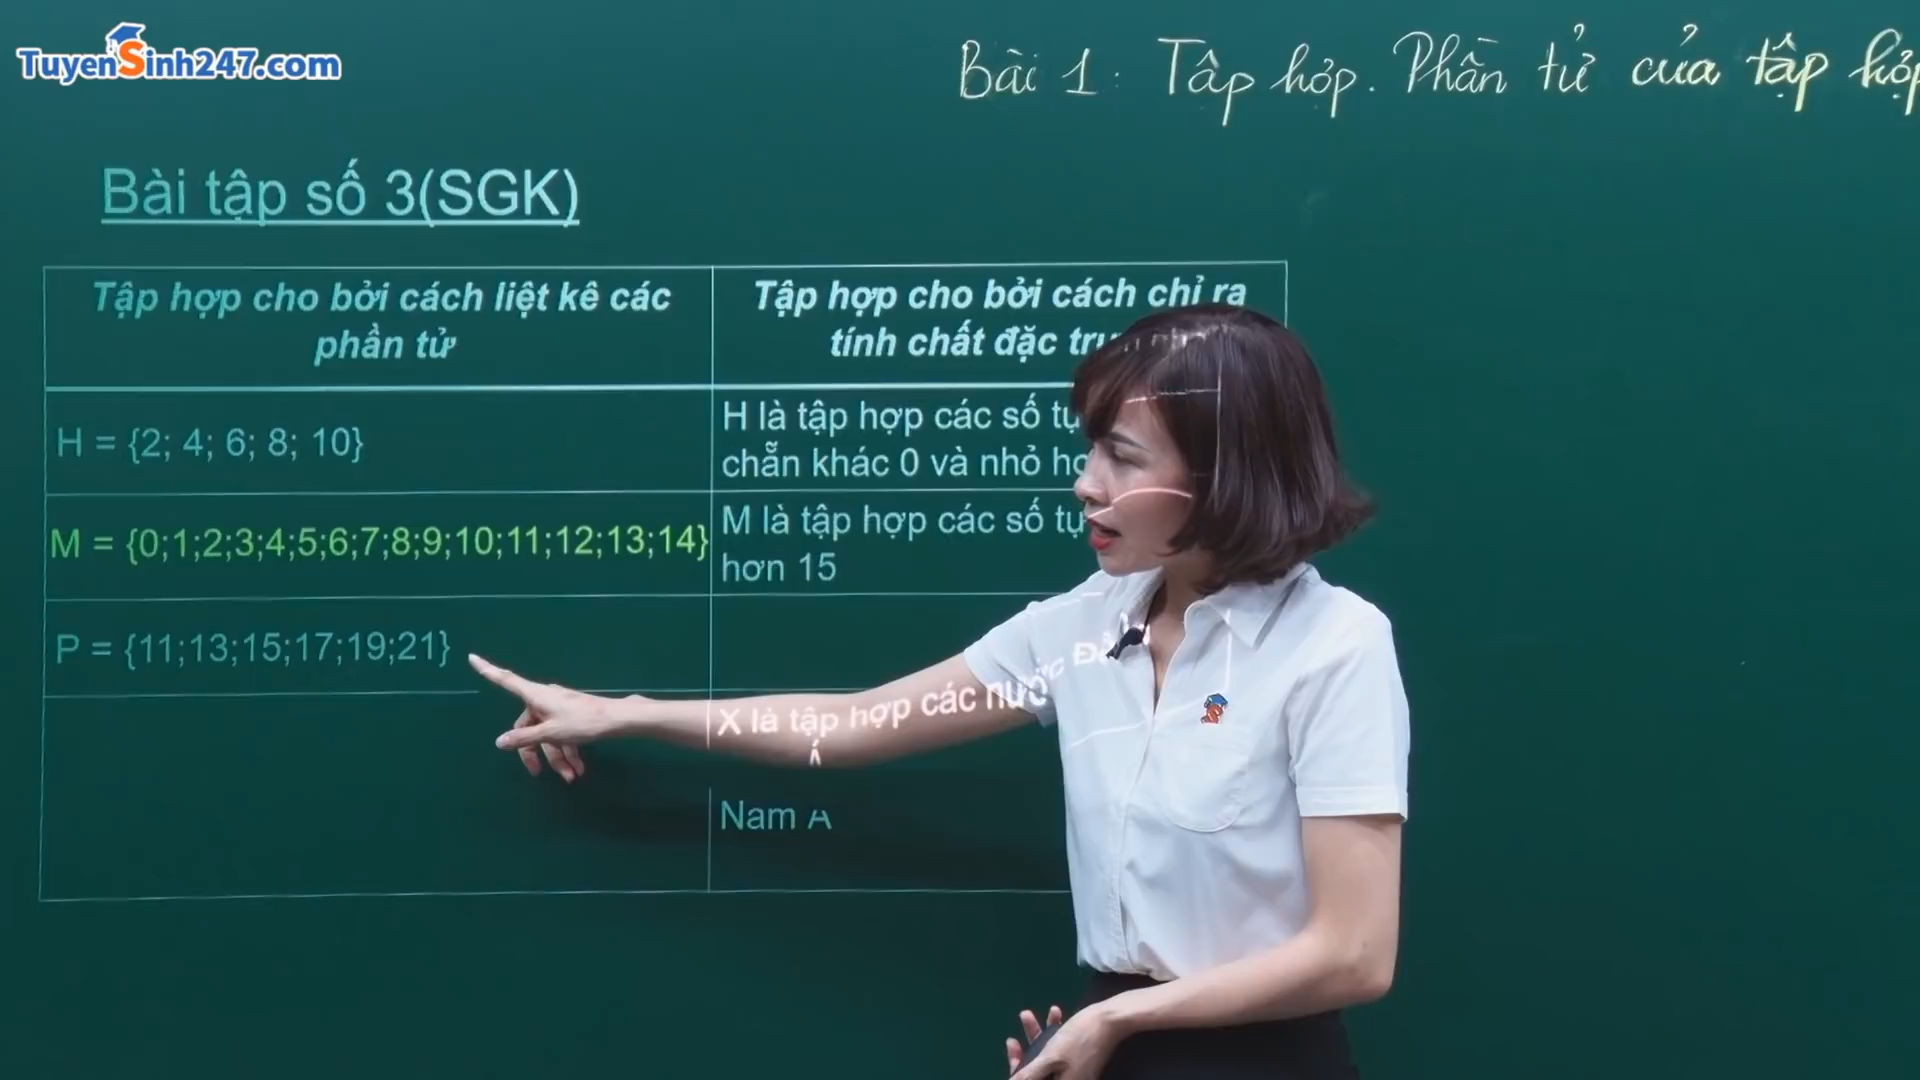 TuyenSinh247.com
Bài 1: Tập hợp. Phần tử của tập hợp
Bài tập số 3(SGK)
Tập hợp cho bởi cách liệt kê các
phần tử
Tập hợp cho bởi cách chỉ ra
tính chất đặc
H = {2; 4; 6; 8; 10}
H là tập hợp các số
chẵn khác 0 và nhỏ
M = {0;1;2;3;4;5;6;7;8;9;10;11;12;13;14}
M là tập hợp các số
hơn 15
P = {11;13;15;17;19;21}
X là tập hợp các nước
Nam Á